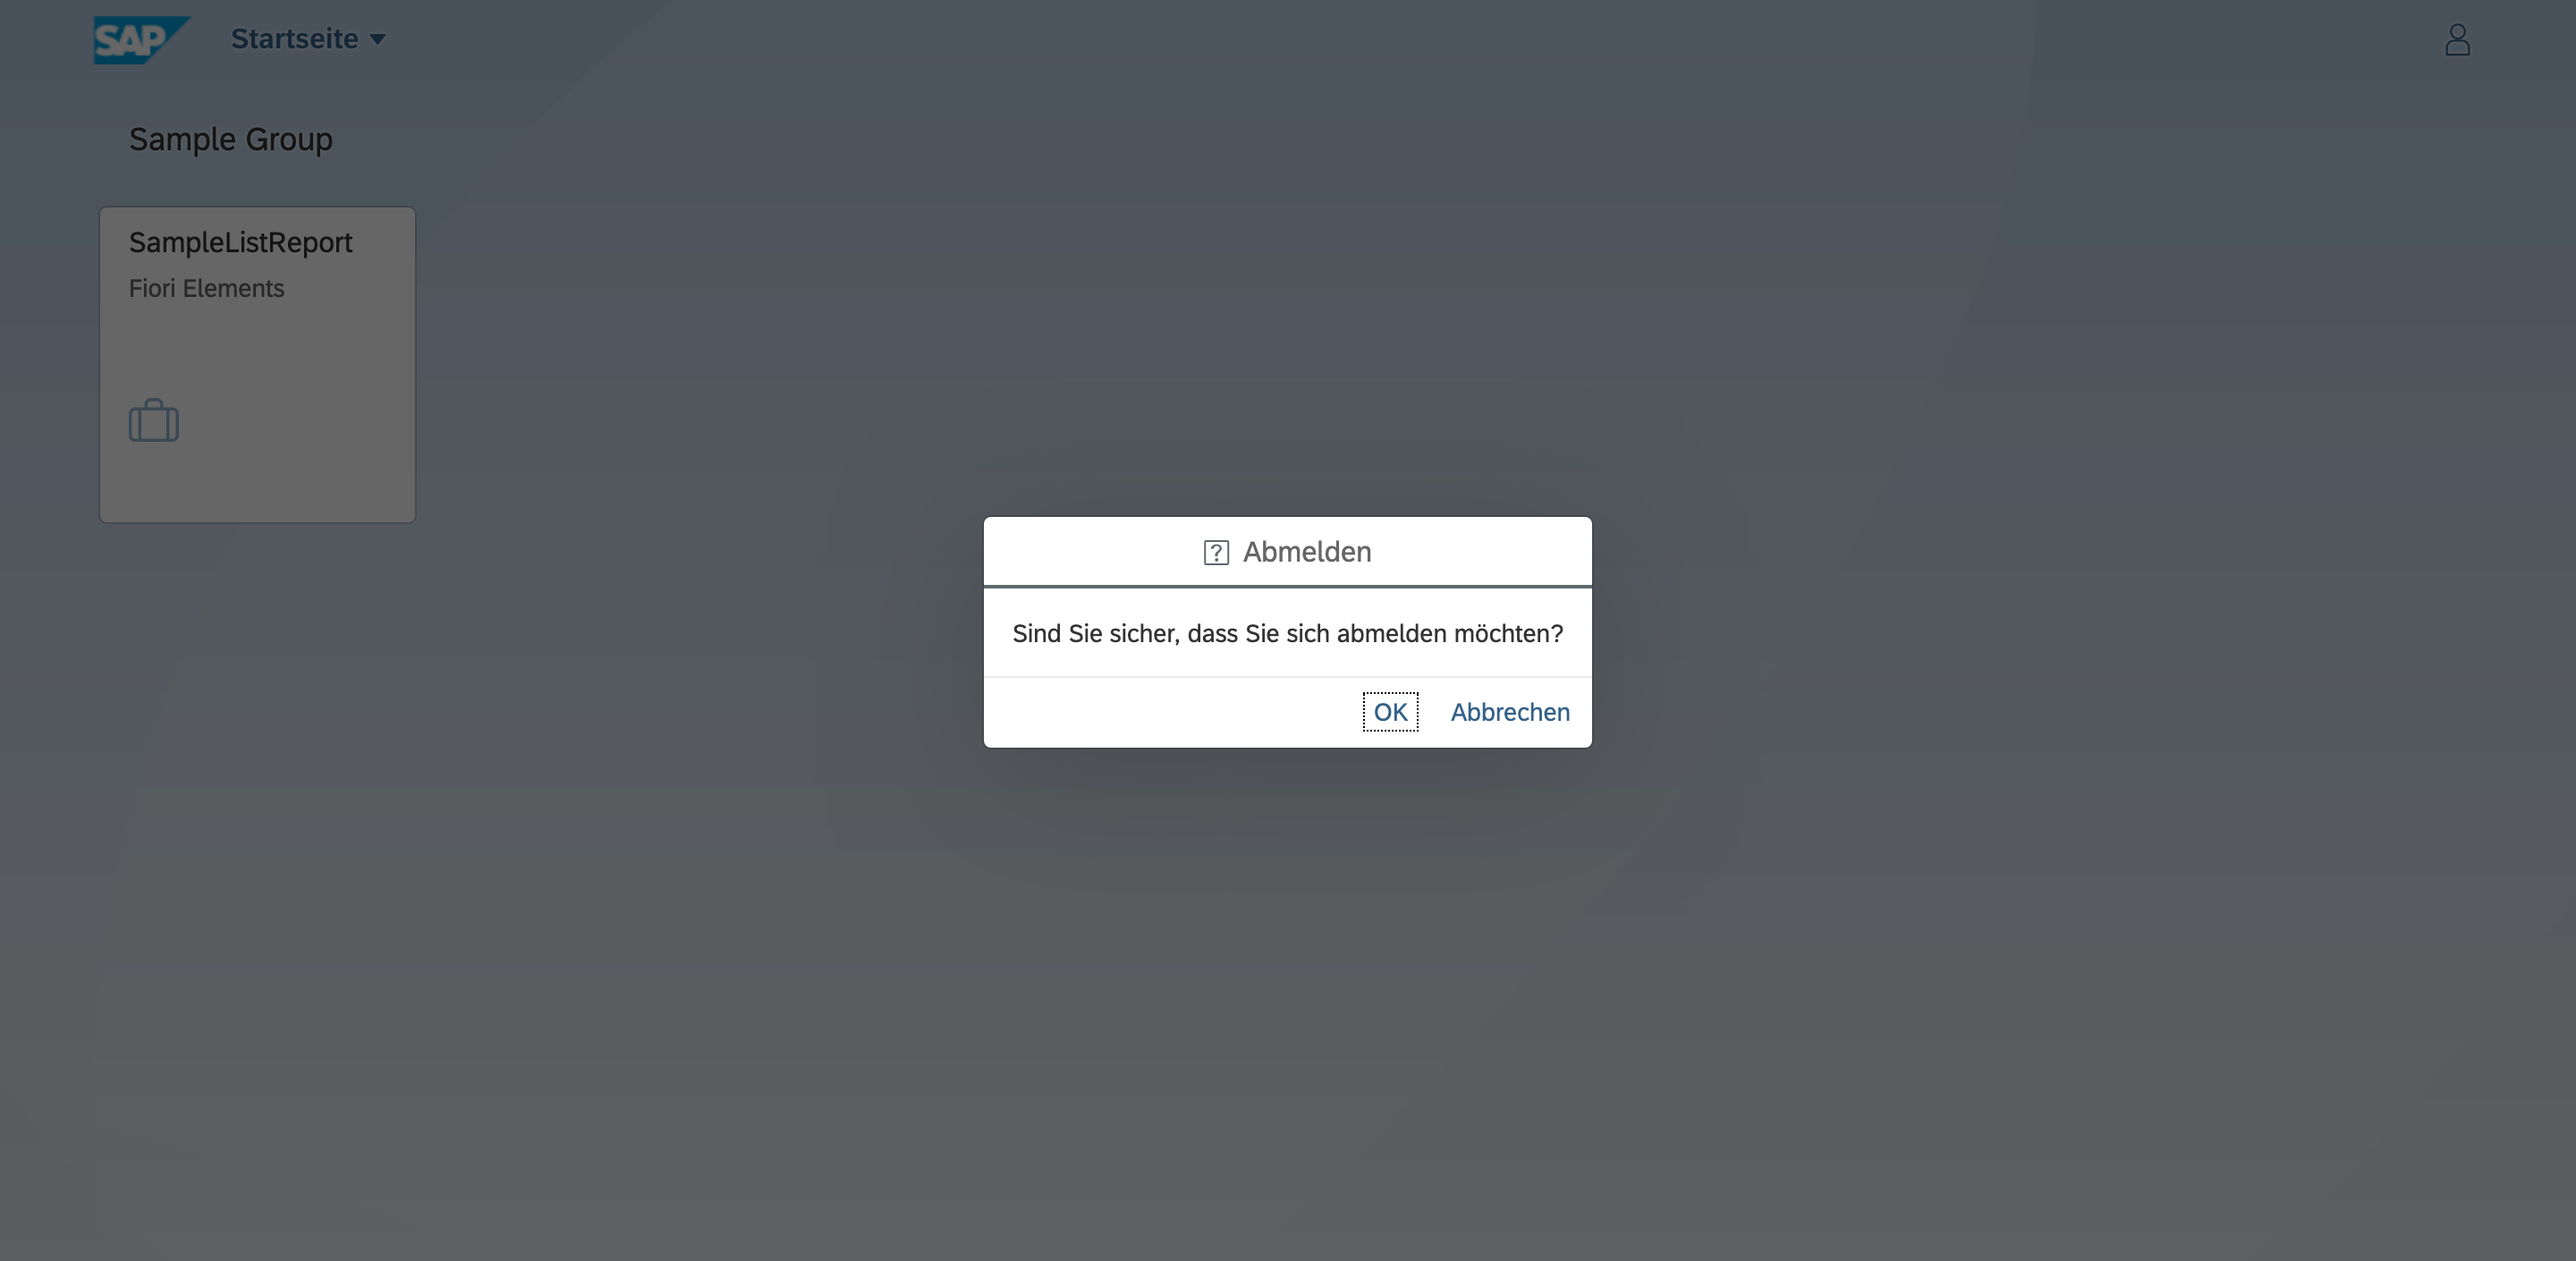 SAP
Startseite
Sample Group
SampleListReport
Fiori Elements
Abmelden
Sind Sie sicher, dass Sie sich abmelden möchten?
OK Abbrechen